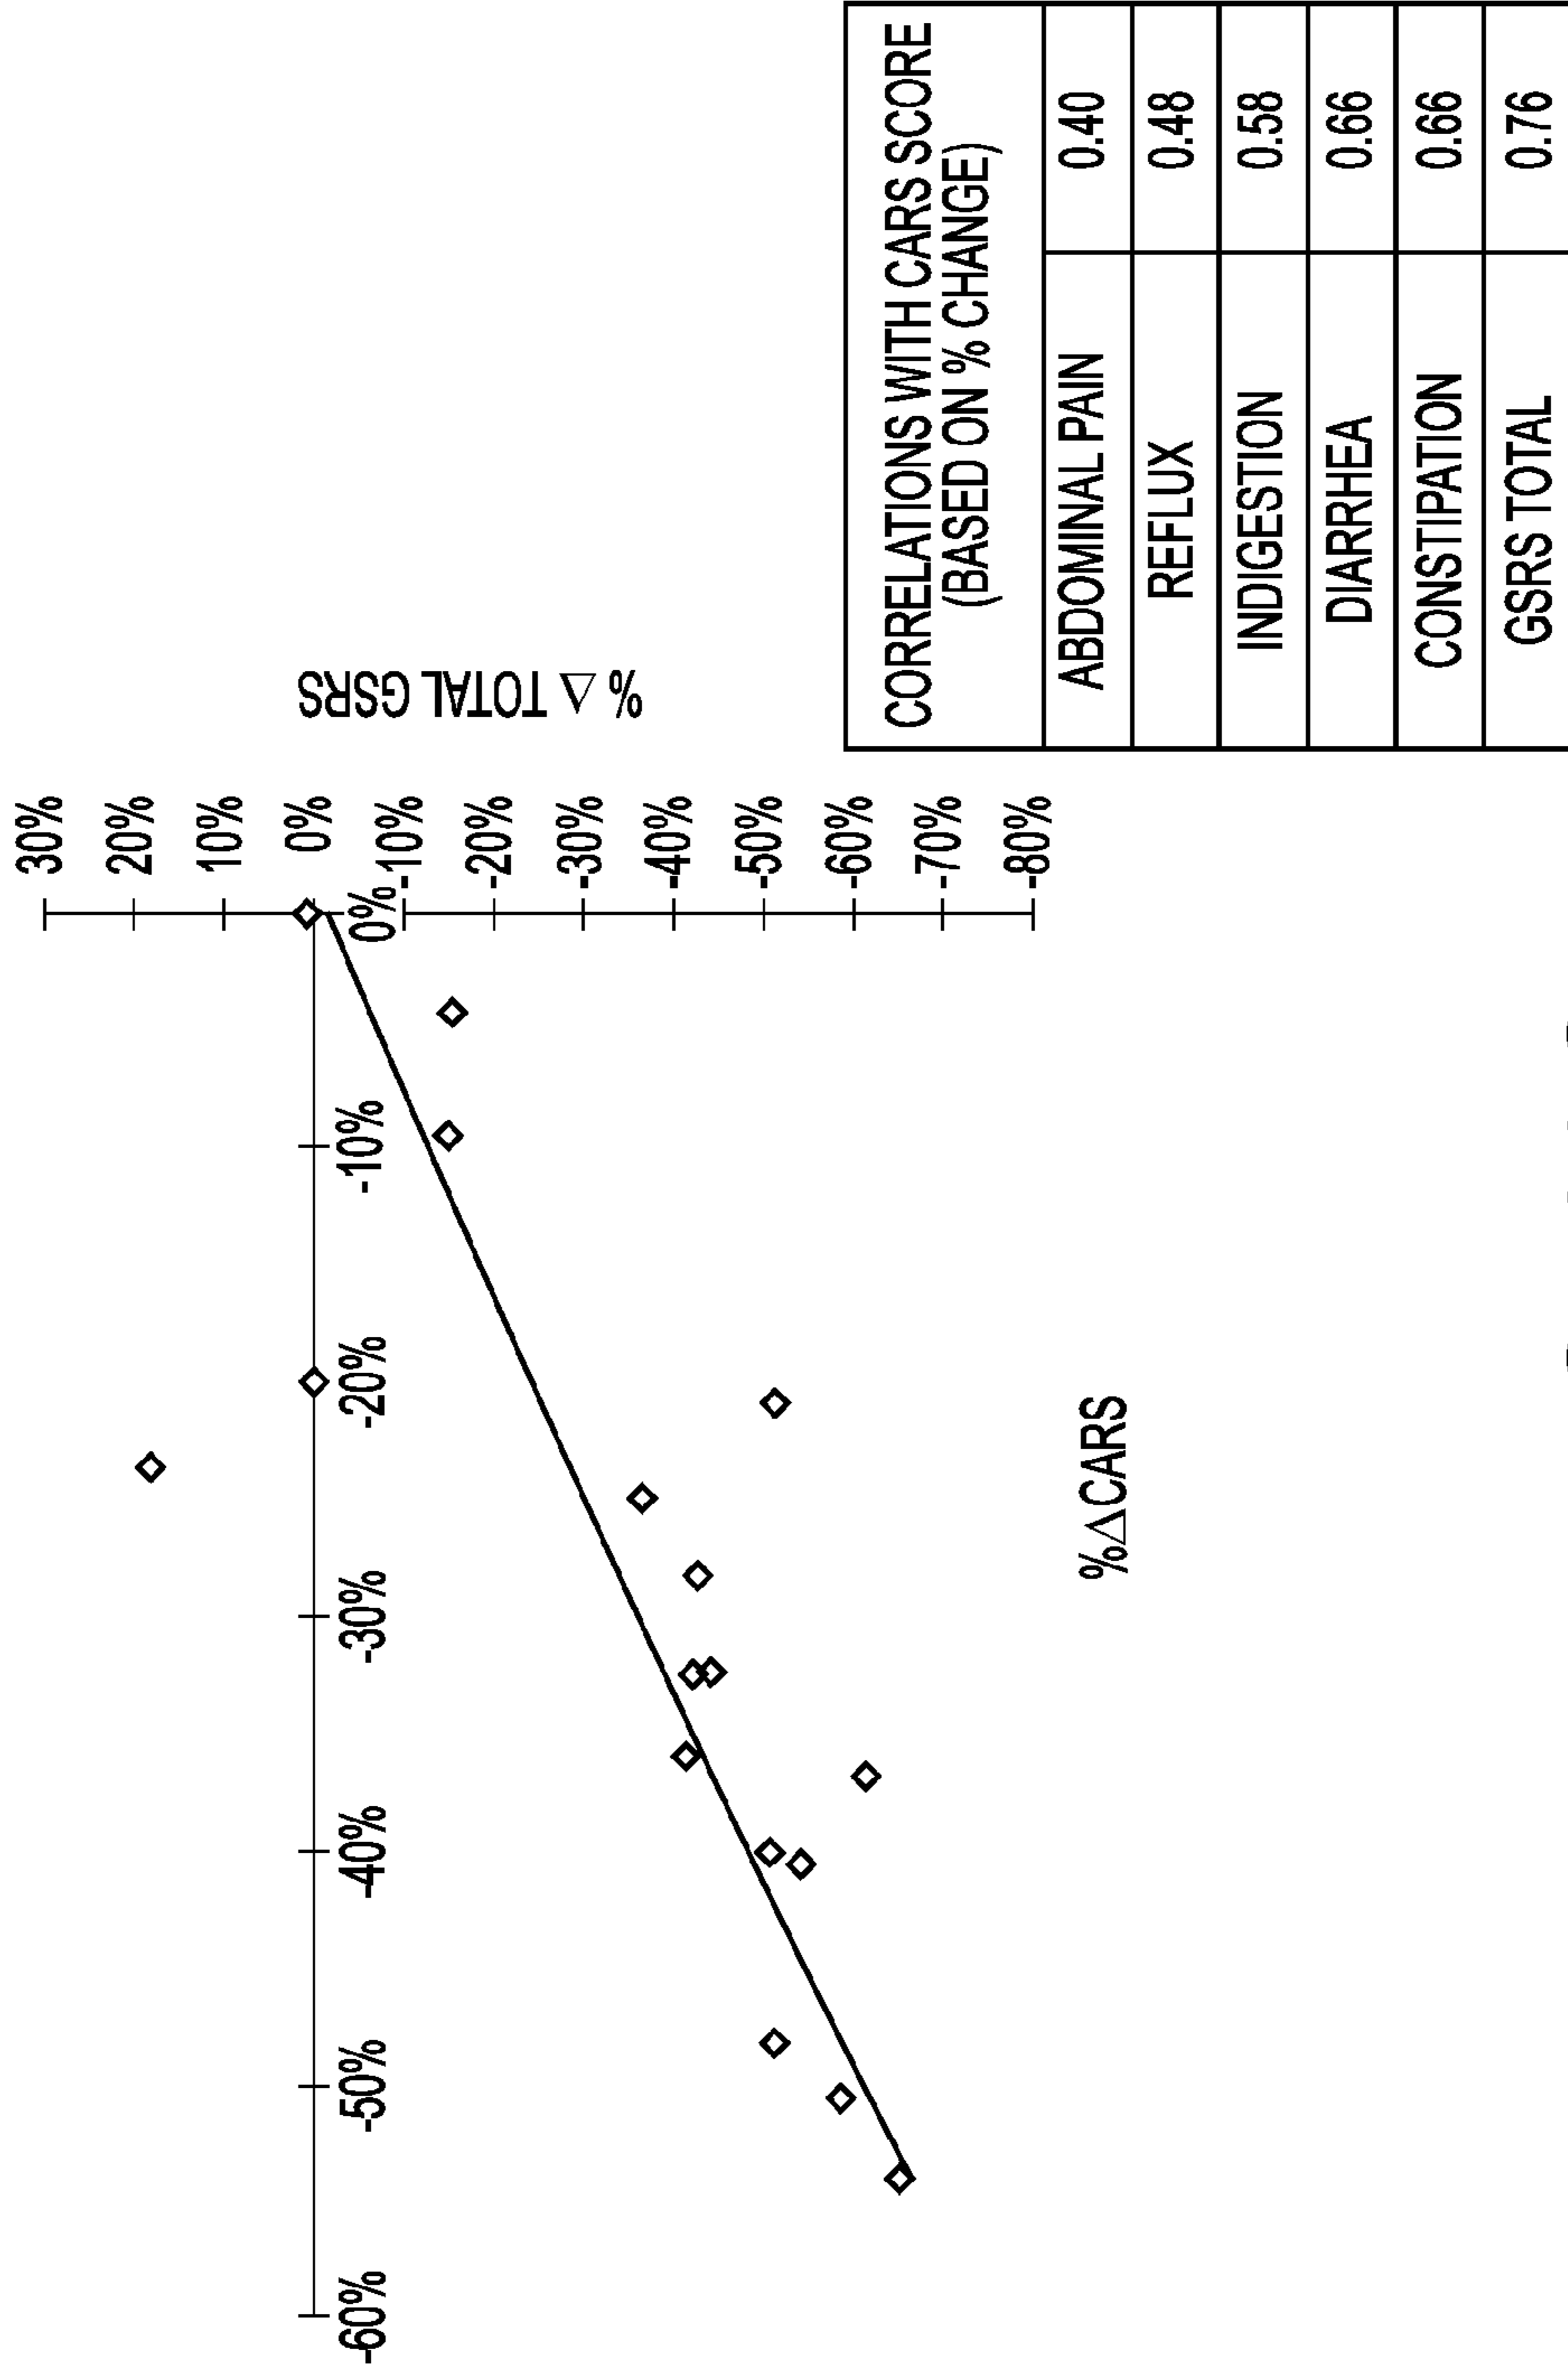 30%
20%
10%
0%
-10%
-20%
-30%
-40%
-50%
-60%
-70%
-80%
% △ TOTAL GSRS
-60%
-50%
-40%
-30%
-20%
-10%
0%
%△CARS
CORRELATIONS WITH CARS SCORE
(BASED ON % CHANGE)
ABDOMINAL PAIN 0.40
REFLUX 0.48
INDIGESTION 0.58
DIARRHEA 0.66
CONSTIPATION 0.66
GSRS TOTAL 0.76